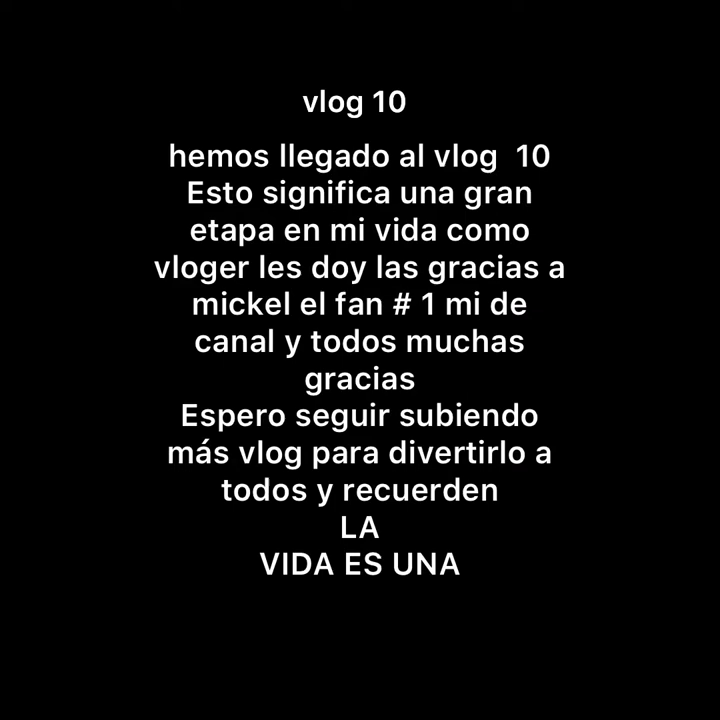 vlog 10
hemos llegado al vlog  10
Esto significa una gran
etapa en mi vida como
vloger les doy las gracias a
mickel el fan # 1 mi de
canal y todos muchas
gracias
Espero seguir subiendo
más vlog para divertirlo a
todos y recuerden
LA
VIDA ES UNA